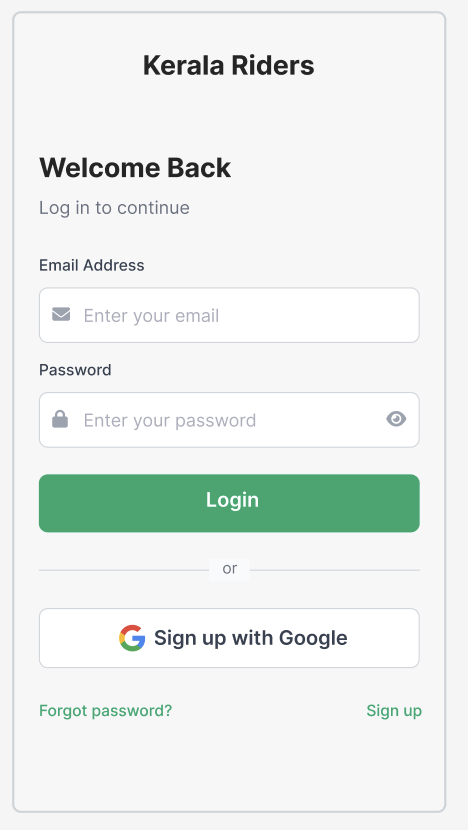 Kerala Riders
Welcome Back
Log in to continue
Email Address
Enter your email
Password
Enter your password
Login
or
Sign up with Google
Forgot password?
Sign up